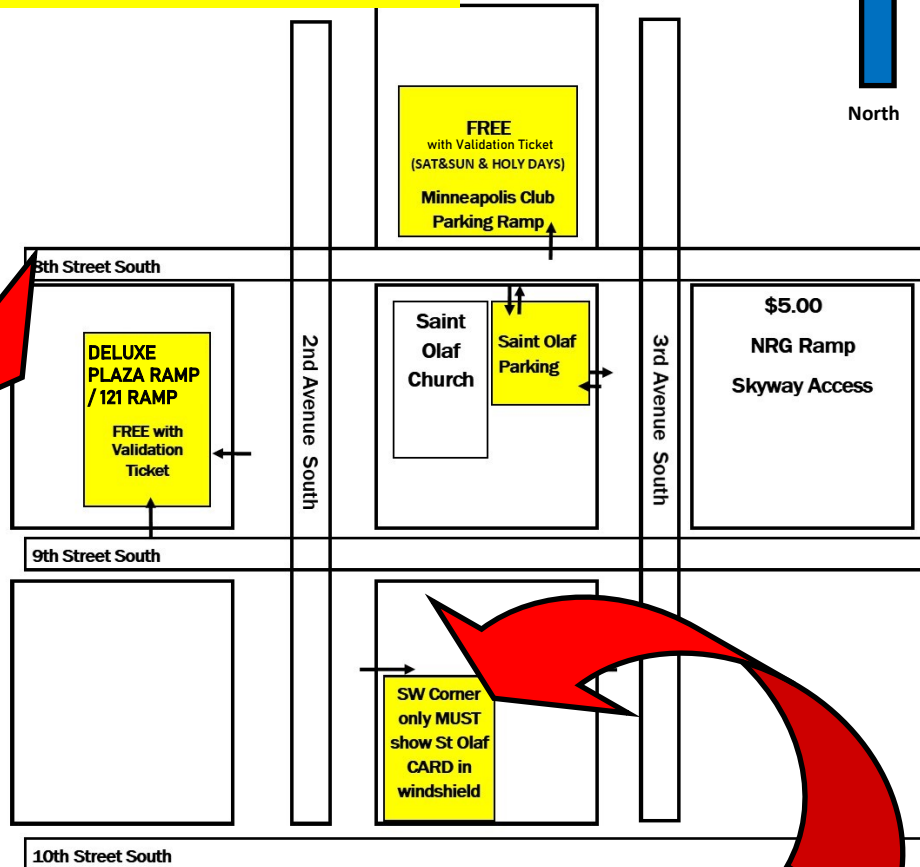 North
FREE
with Validation Ticket
(SAT&SUN & HOLY DAYS)
Minneapolis Club
Parking Ramp
8th Street South
DELUXE
PLAZA RAMP
/ 121 RAMP
FREE with
Validation
Ticket
2nd Avenue South
Saint
Olaf
Church
Saint Olaf
Parking
3rd Avenue South
$5.00
NRG Ramp
Skyway Access
9th Street South
SW Corner
only MUST
show St Olaf
CARD in
windshield
10th Street South